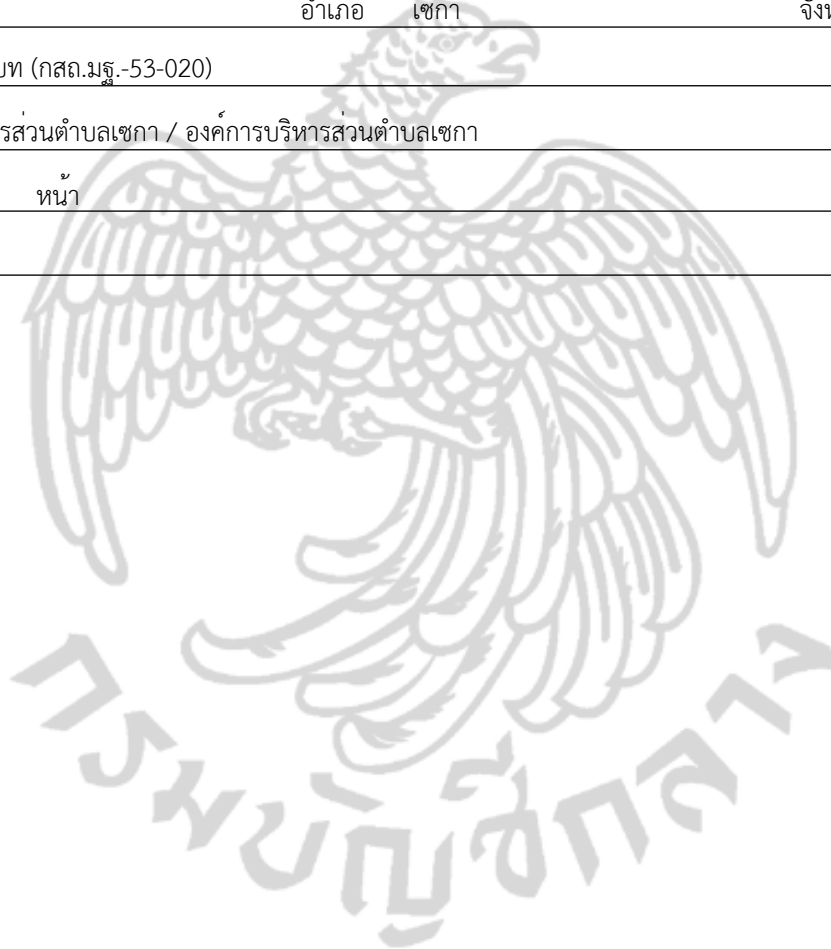 อำเภอ เซกา จังห
บท (กสถ.มฐ.-53-020)
รส่วนตำบลเซกา / องค์การบริหารส่วนตำบลเซกา
หน้า
กรมบัญชีกลาง